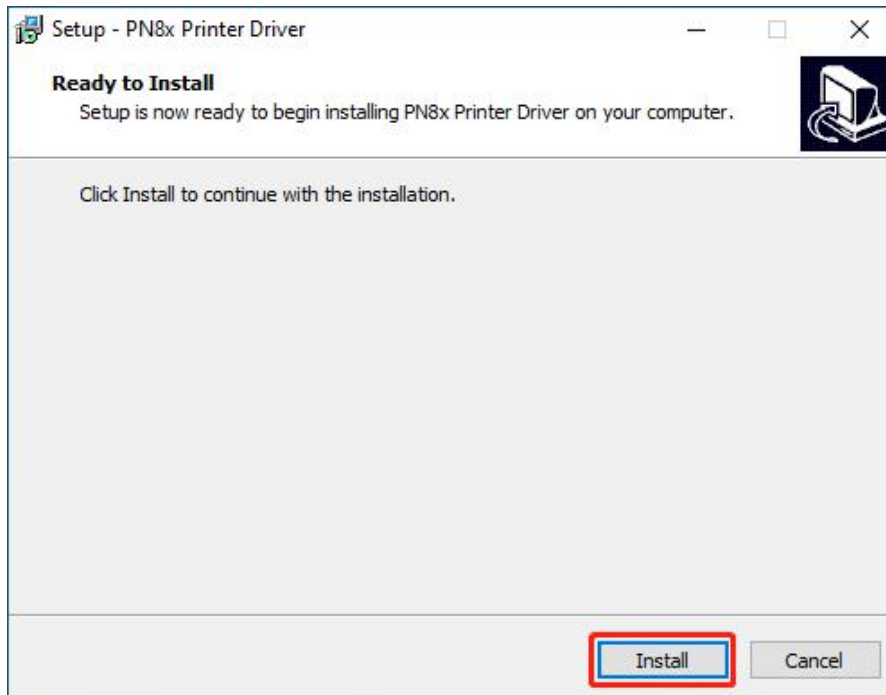 Setup - PN8x Printer Driver
Ready to Install
Setup is now ready to begin installing PN8x Printer Driver on your computer.
Click Install to continue with the installation.
Install
Cancel